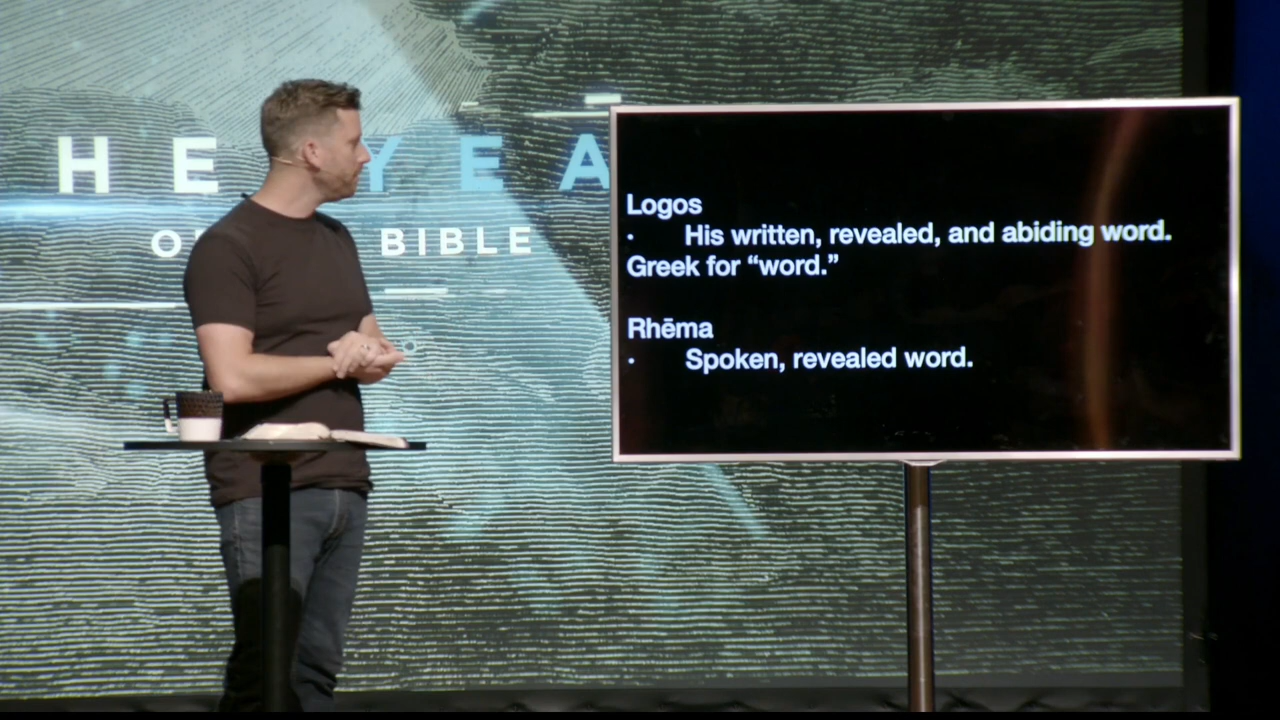 HE YEA
BIBLE
Logos
· His written, revealed, and abiding word.
Greek for “word.”
Rhēma
· Spoken, revealed word.